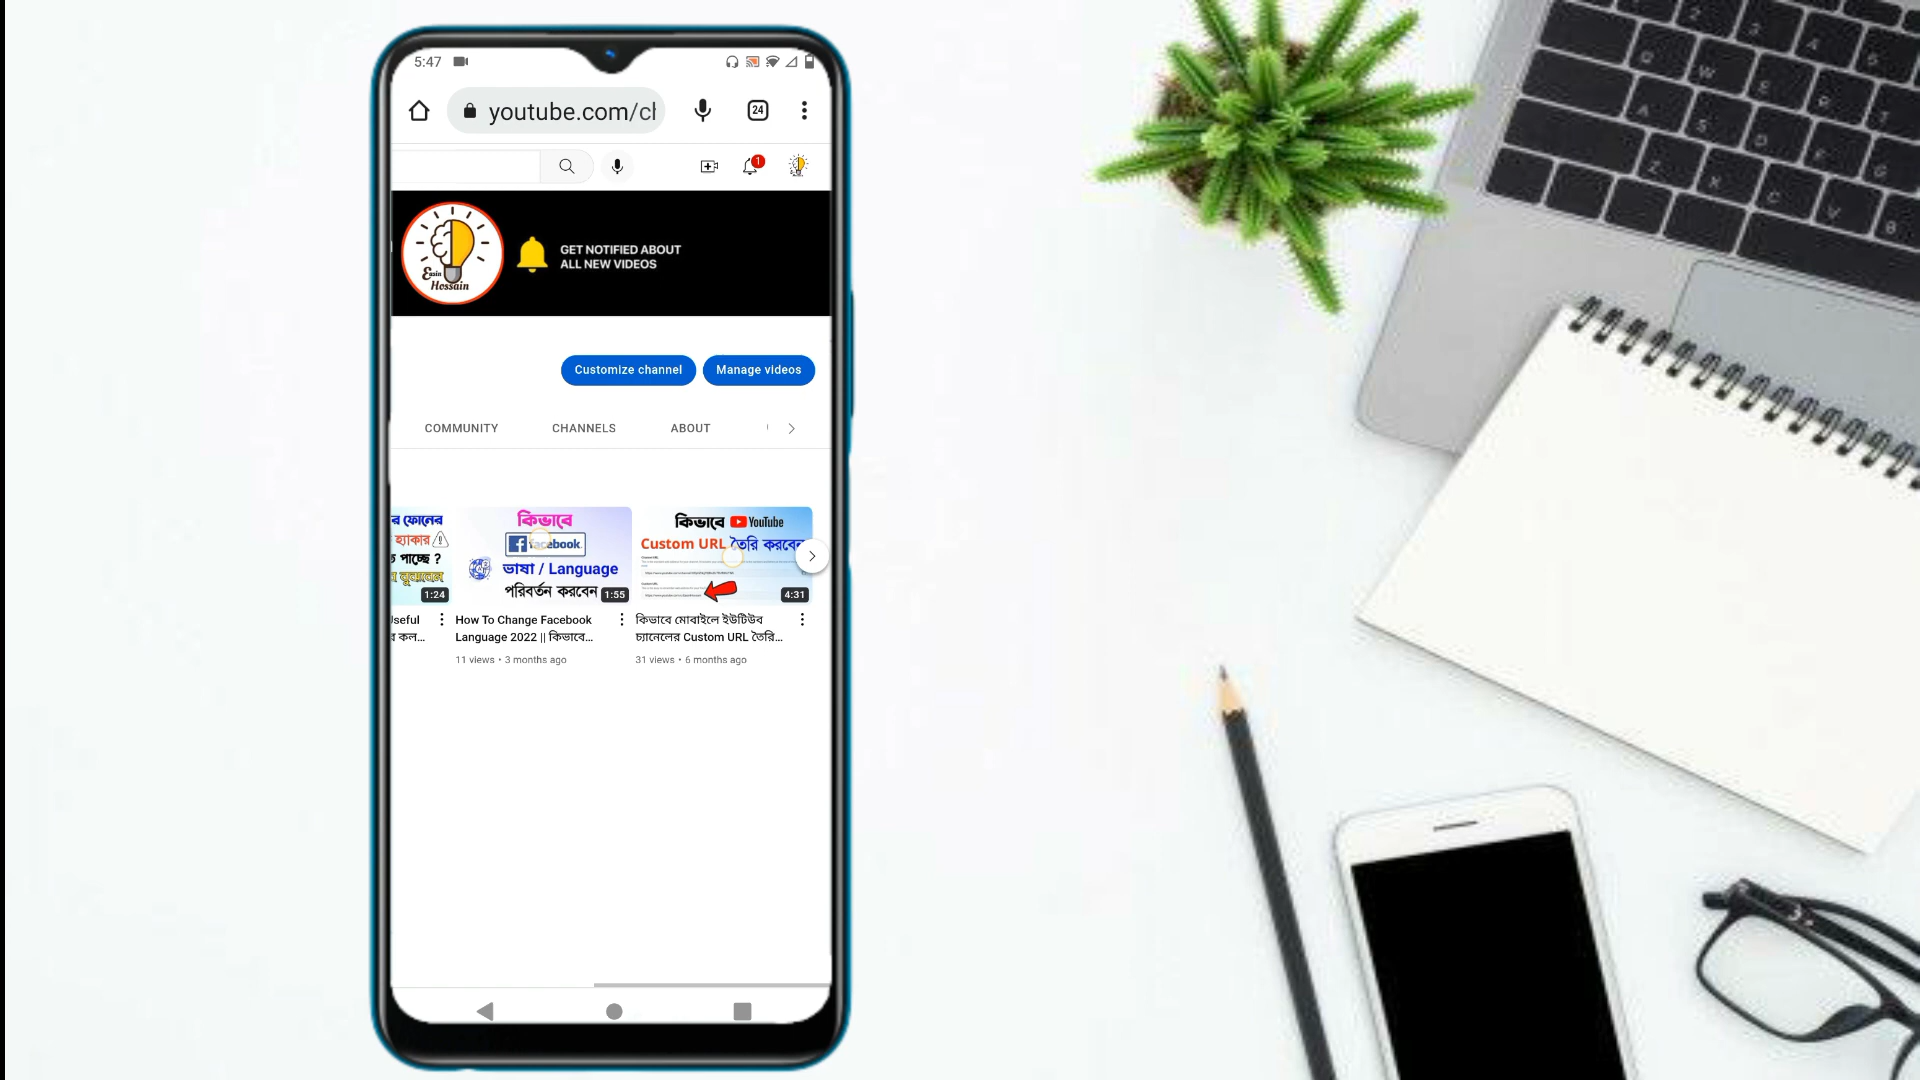 5:47
youtube.com/cl
24
1
Easin
Hossain
GET NOTIFIED ABOUT
ALL NEW VIDEOS
Customize channel
Manage videos
COMMUNITY
CHANNELS
ABOUT
র ফোনের
হ্যাকার
পাচ্ছে ?
1:24
কিভাবে
facebook
ভাষা / Language
পরিবর্তন করবেন
1:55
কিভাবে YouTube
Custom URL তৈরি করবেন
4:31
Useful
র কল...
How To Change Facebook
Language 2022 || কিভাবে...
11 views • 3 months ago
কিভাবে মোবাইলে ইউটিউব
চ্যানেলের Custom URL তৈরি...
31 views • 6 months ago